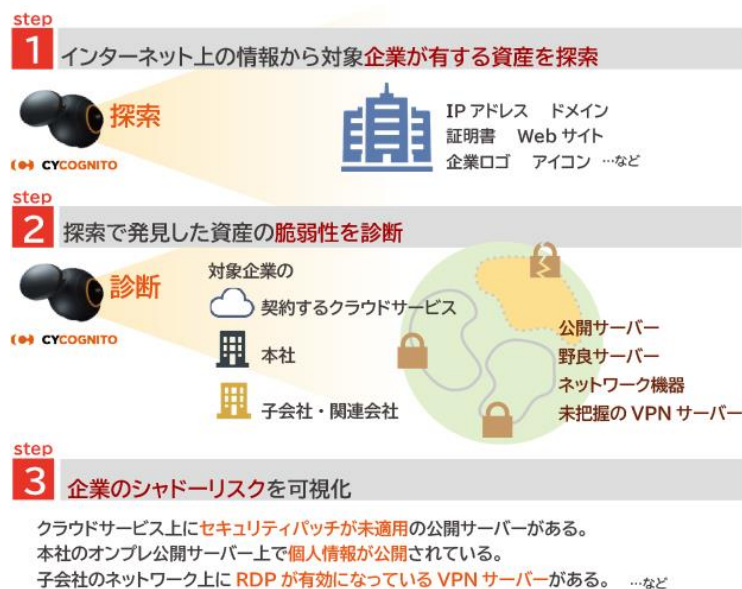 step
1 インターネット上の情報から対象企業が有する資産を探索
探索
CYCOGNITO
IP アドレス ドメイン
証明書 Web サイト
企業ロゴ アイコン …など
step
2 探索で発見した資産の脆弱性を診断
診断
CYCOGNITO
対象企業の
契約するクラウドサービス
本社
子会社・関連会社
公開サーバー
野良サーバー
ネットワーク機器
未把握の VPN サーバー
step
3 企業のシャドーリスクを可視化
クラウドサービス上にセキュリティパッチが未適用の公開サーバーがある。
本社のオンプレ公開サーバー上で個人情報が公開されている。
子会社のネットワーク上に RDP が有効になっている VPN サーバーがある。 …など